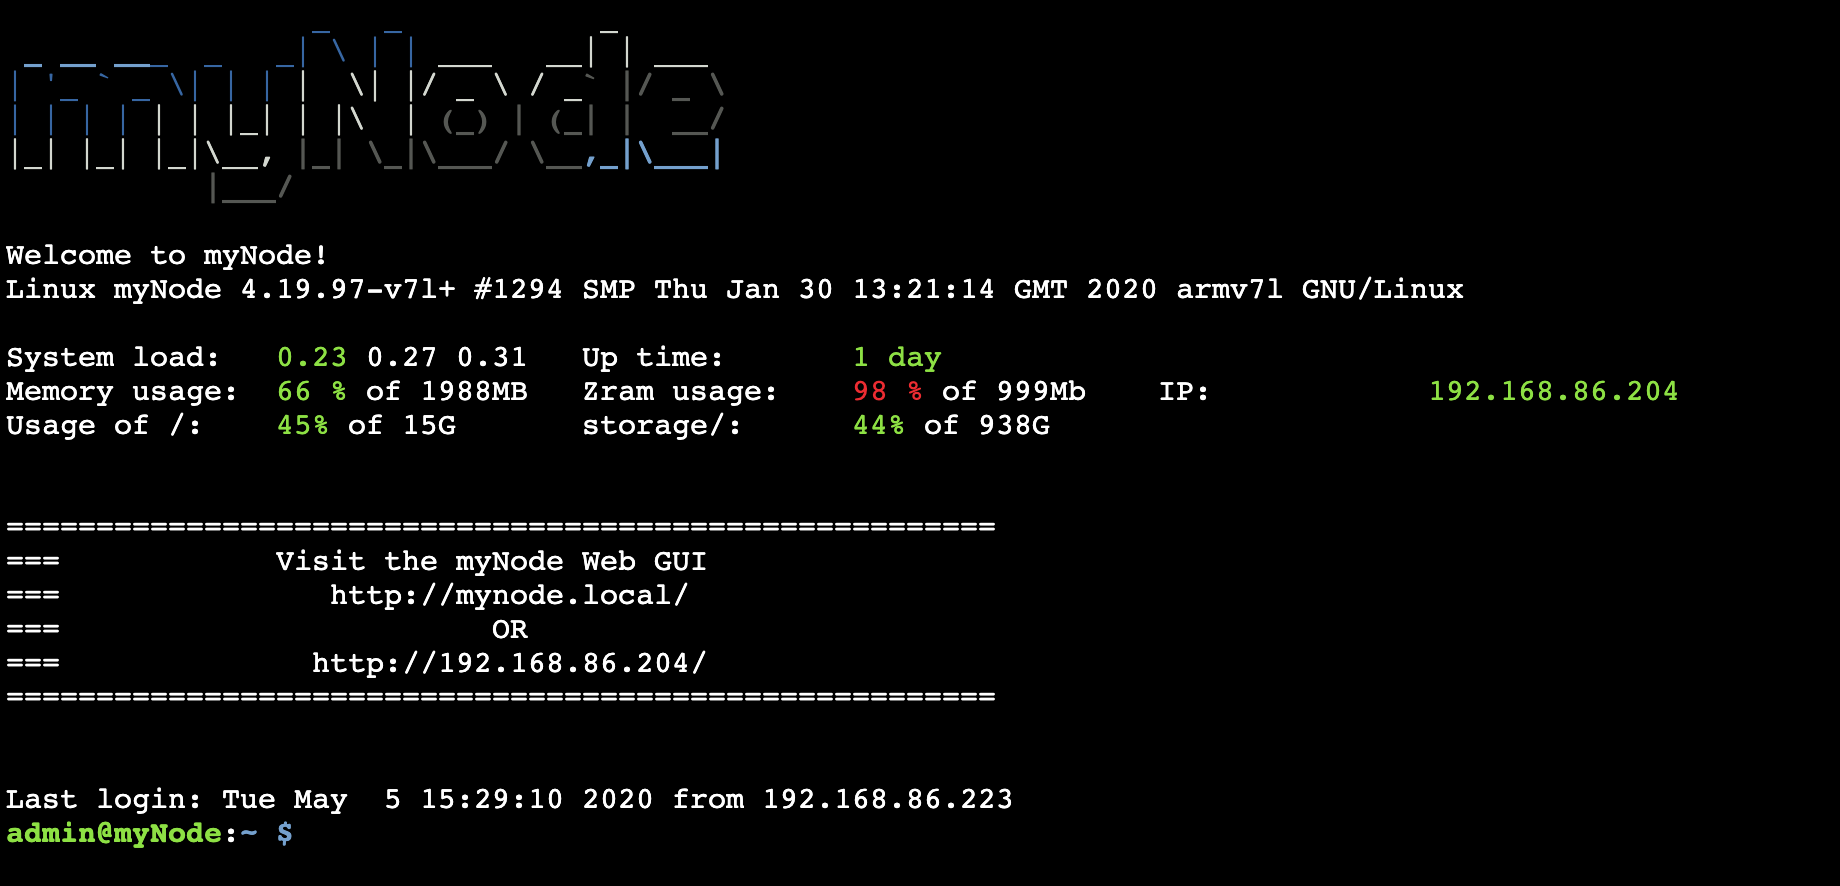 myNode
Welcome to myNode!
Linux myNode 4.19.97-v7l+ #1294 SMP Thu Jan 30 13:21:14 GMT 2020 armv7l GNU/Linux
System load:   0.23 0.27 0.31   Up time:       1 day
Memory usage:  66 % of 1988MB   Zram usage:    98 % of 999Mb    IP:            192.168.86.204
Usage of /:    45% of 15G       storage/:      44% of 938G
=======================================================
===            Visit the myNode Web GUI
===               http://mynode.local/
===                        OR
===              http://192.168.86.204/
=======================================================
Last login: Tue May  5 15:29:10 2020 from 192.168.86.223
admin@myNode:~ $